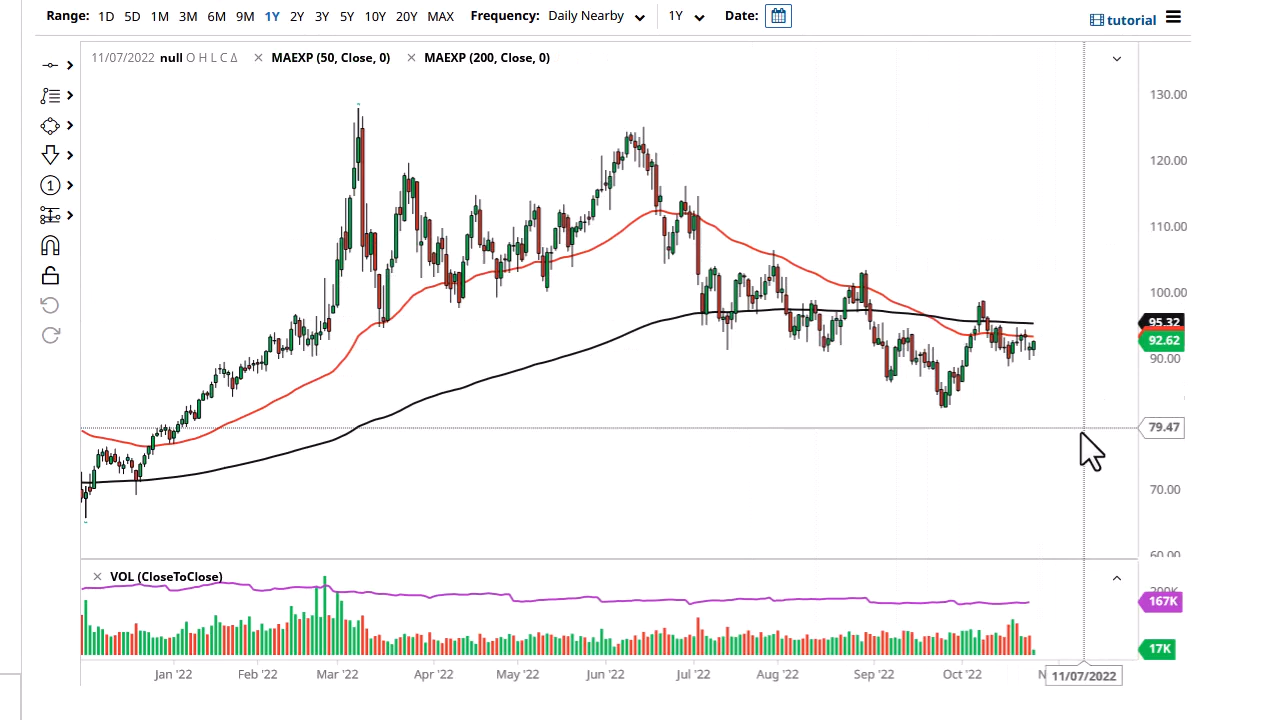 Range: 1D 5D 1M 3M 6M 9M 1Y 2Y 3Y 5Y 10Y 20Y MAX Frequency: Daily Nearby 1Y Date: tutorial
11/07/2022 null O H L C Δ × MAEXP (50, Close, 0) × MAEXP (200, Close, 0)
130.00
120.00
110.00
100.00
95.32
92.62
90.00
79.47
70.00
60.00
× VOL (CloseToClose)
167K
17K
1
Jan '22 Feb '22 Mar '22 Apr '22 May '22 Jun '22 Jul '22 Aug '22 Sep '22 Oct '22 N 11/07/2022